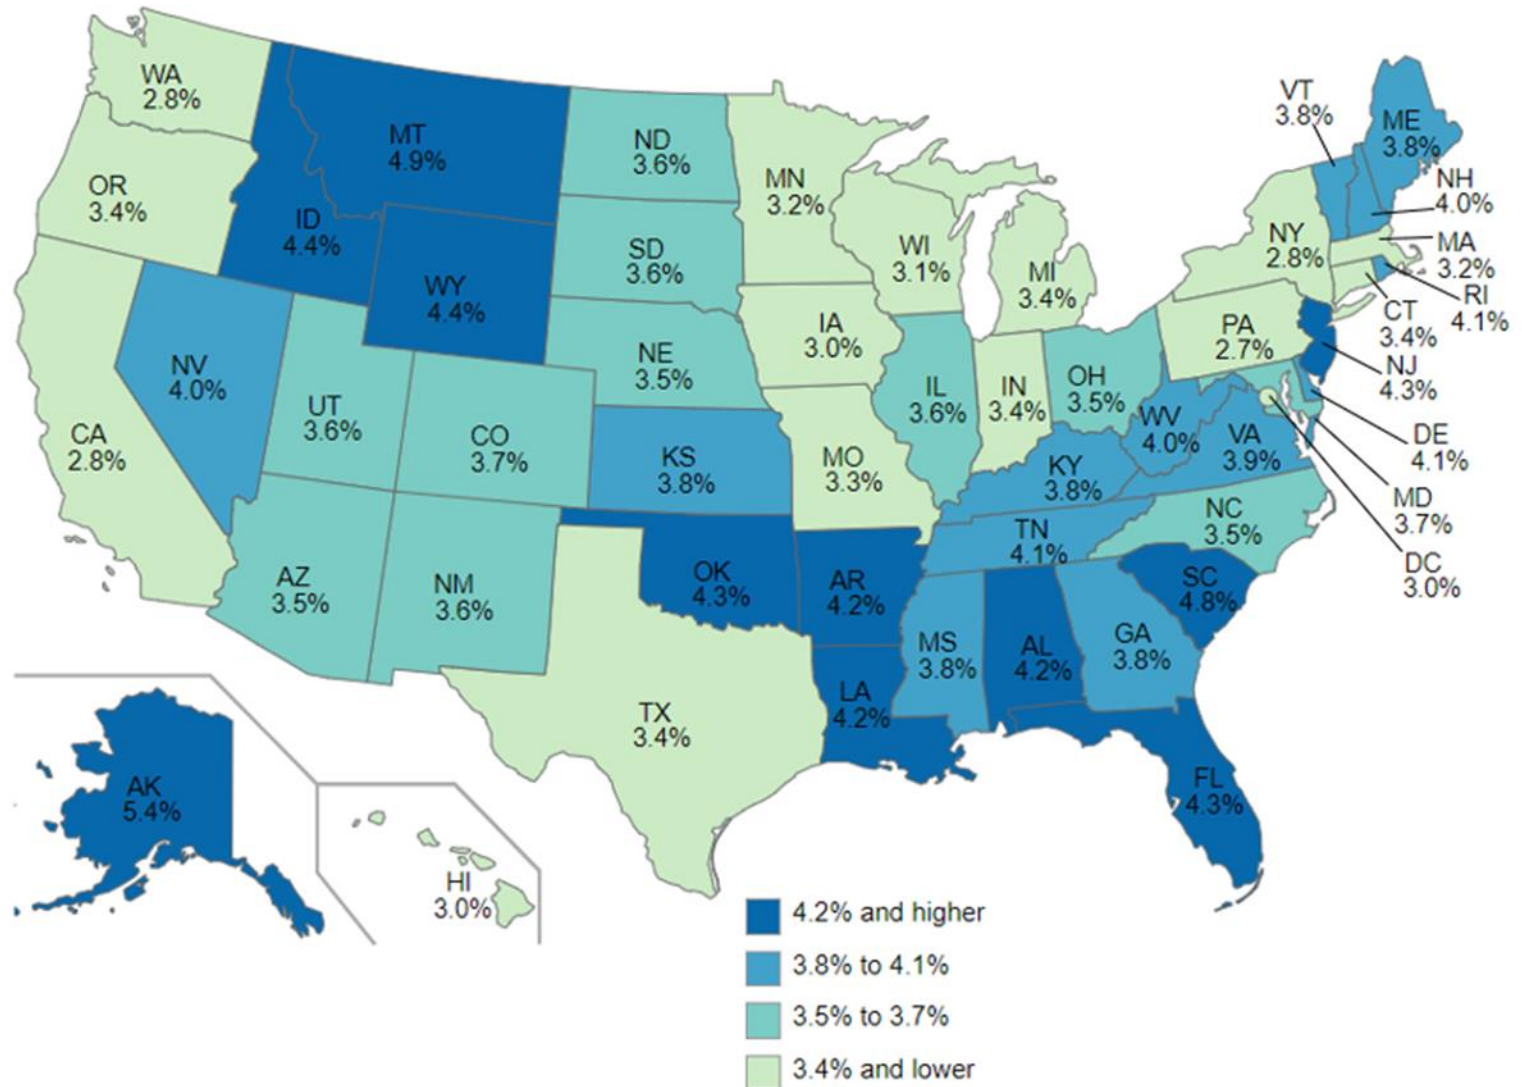 WA
2.8%
MT
4.9%
ND
3.6%
MN
3.2%
VT
3.8%
ME
3.8%
NH
4.0%
OR
3.4%
ID
4.4%
WY
4.4%
SD
3.6%
WI
3.1%
MI
3.4%
NY
2.8%
MA
3.2%
RI
4.1%
CT
3.4%
NV
4.0%
NE
3.5%
IA
3.0%
PA
2.7%
NJ
4.3%
UT
3.6%
CO
3.7%
IL
3.6%
IN
3.4%
OH
3.5%
CA
2.8%
KS
3.8%
MO
3.3%
KY
3.8%
WV
4.0%
VA
3.9%
DE
4.1%
MD
3.7%
DC
3.0%
AZ
3.5%
NM
3.6%
OK
4.3%
AR
4.2%
TN
4.1%
NC
3.5%
SC
4.8%
MS
3.8%
AL
4.2%
GA
3.8%
TX
3.4%
LA
4.2%
FL
4.3%
AK
5.4%
HI
3.0%
4.2% and higher
3.8% to 4.1%
3.5% to 3.7%
3.4% and lower